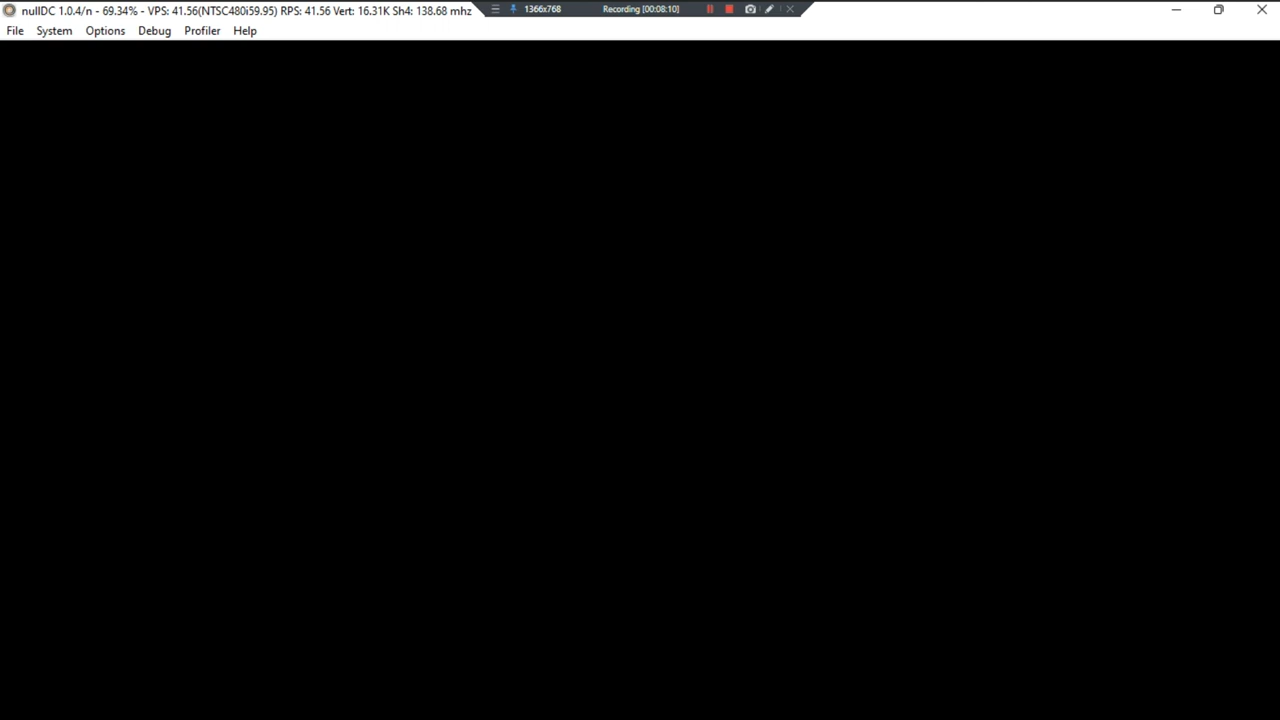 nullDC 1.0.4/n - 69.34% - VPS: 41.56(NTSC480i59.95) RPS: 41.56 Vert: 16.31K Sh4: 138.68 mhz
1366x768 Recording [00:08:10]
File System Options Debug Profiler Help